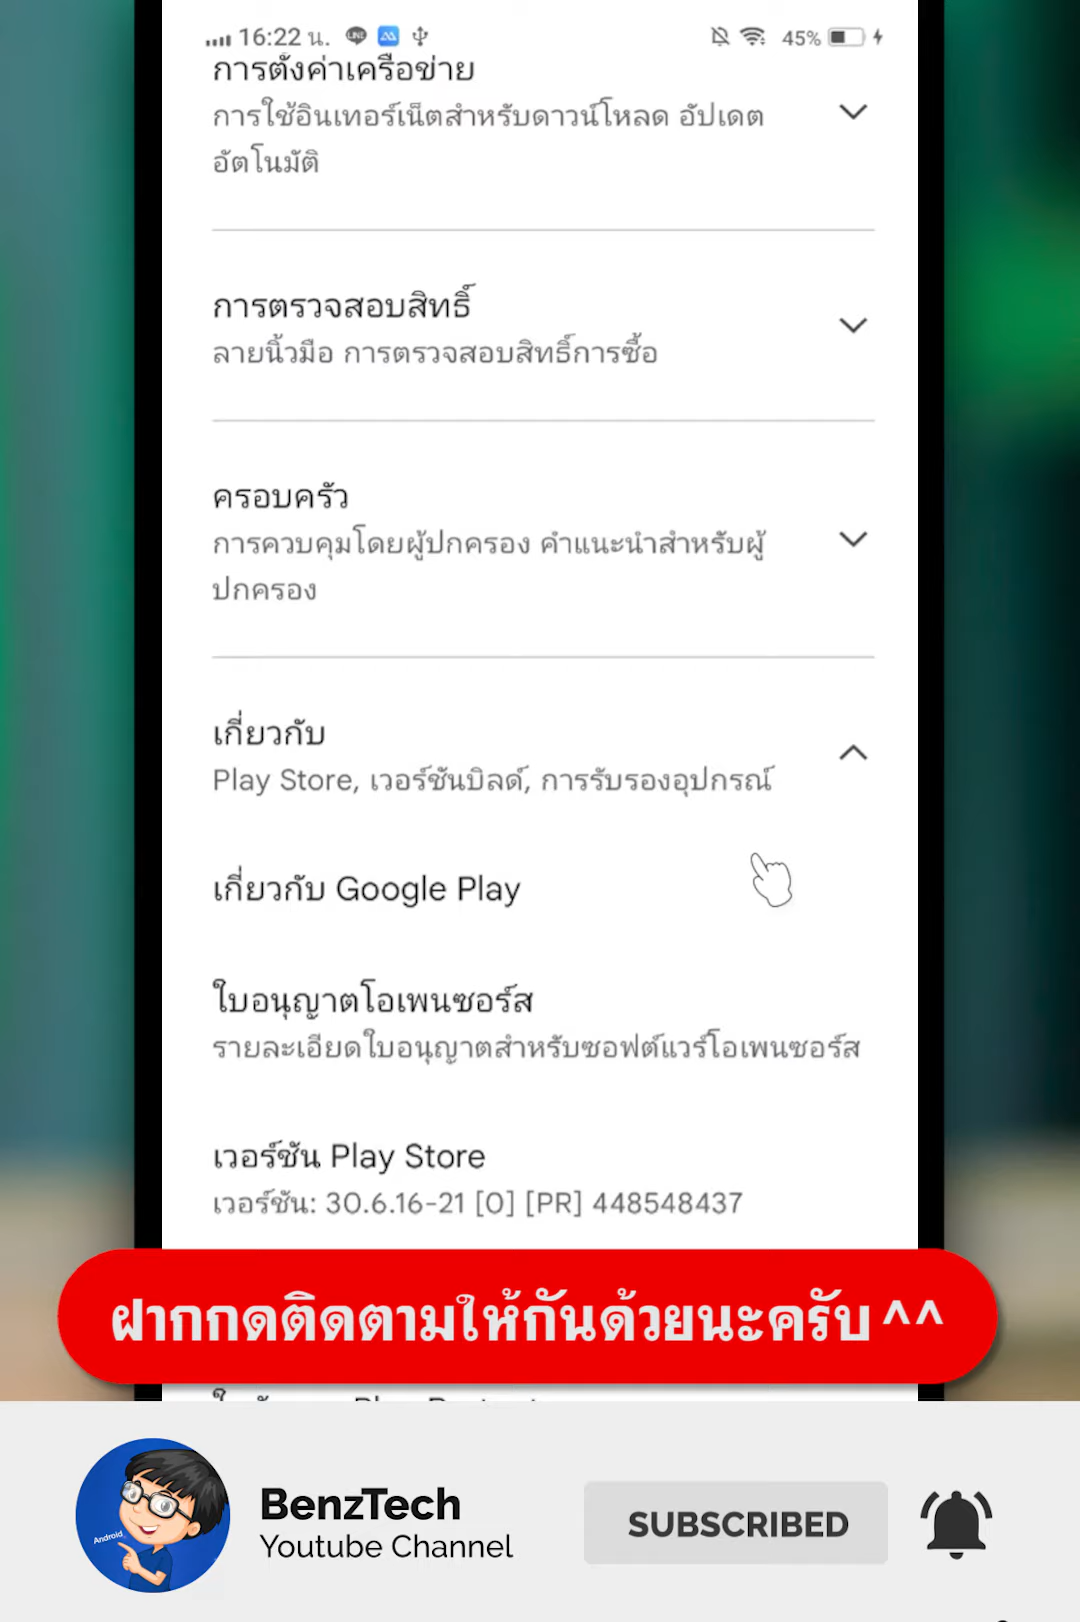 16:22 น. LINE 45%
การตั้งค่าเครือข่าย
การใช้อินเทอร์เน็ตสำหรับดาวน์โหลด อัปเดต
อัตโนมัติ
การตรวจสอบสิทธิ์
ลายนิ้วมือ การตรวจสอบสิทธิ์การซื้อ
ครอบครัว
การควบคุมโดยผู้ปกครอง คำแนะนำสำหรับผู้
ปกครอง
เกี่ยวกับ
Play Store, เวอร์ชันบิลด์, การรับรองอุปกรณ์
เกี่ยวกับ Google Play
ใบอนุญาตโอเพนซอร์ส
รายละเอียดใบอนุญาตสำหรับซอฟต์แวร์โอเพนซอร์ส
เวอร์ชัน Play Store
เวอร์ชัน: 30.6.16-21 [0] [PR] 448548437
ฝากกดติดตามให้กันด้วยนะครับ ^^
Android
BenzTech
Youtube Channel
SUBSCRIBED